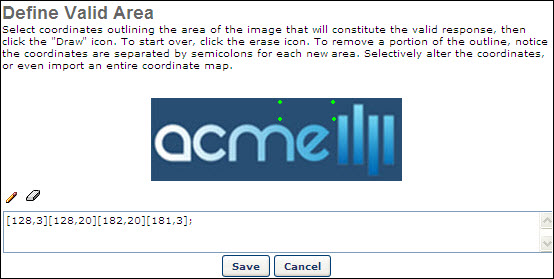 Define Valid Area
Select coordinates outlining the area of the image that will constitute the valid response, then
click the "Draw" icon. To start over, click the erase icon. To remove a portion of the outline, notice
the coordinates are separated by semicolons for each new area. Selectively alter the coordinates,
or even import an entire coordinate map.
acme
[128,3][128,20][182,20][181,3];
Save Cancel